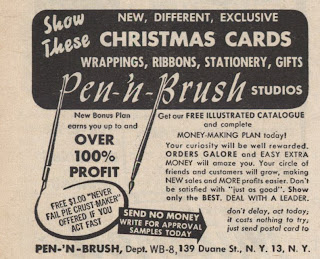 Show
These
NEW, DIFFERENT, EXCLUSIVE
CHRISTMAS CARDS
WRAPPINGS, RIBBONS, STATIONERY, GIFTS
Pen-'n-Brush STUDIOS
New Bonus Plan
earns you up to and
OVER
100%
PROFIT
FREE $1.00 "NEVER
FAIL PIE CRUST-MAKER"
OFFERED IF YOU
ACT FAST
Get our FREE ILLUSTRATED CATALOGUE
and complete
MONEY-MAKING PLAN today!
Your curiosity will be well rewarded.
ORDERS GALORE and EASY EXTRA
MONEY will amaze you. Your circle of
friends and customers will grow, making
NEW sales and MORE profits easier. Don't
be satisfied with "just as good". Show
only the BEST. DEAL WITH A LEADER.
SEND NO MONEY
WRITE FOR APPROVAL
SAMPLES TODAY
don't delay, act today;
it costs nothing to try,
just send postal card to
PEN-'N-BRUSH, Dept. WB-8, 139 Duane St., N. Y. 13, N. Y.